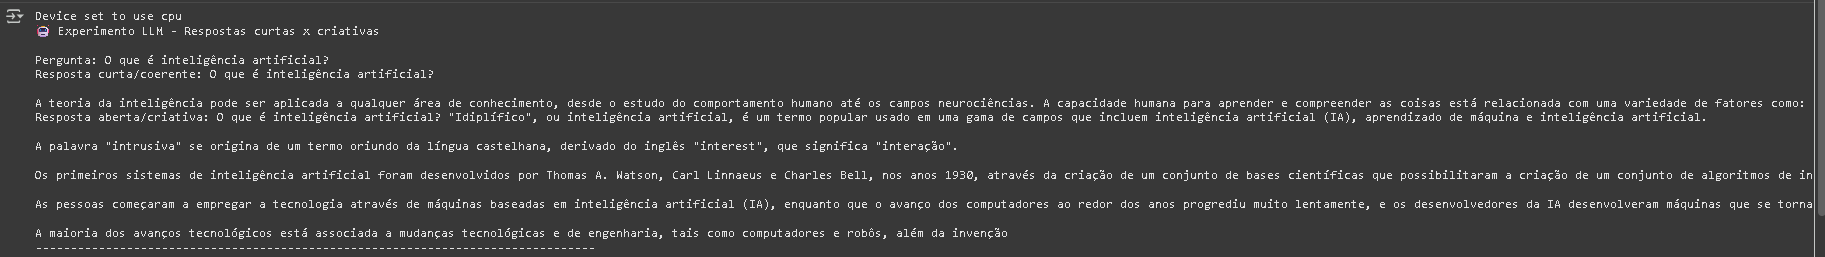 Device set to use cpu
Experimento LLM - Respostas curtas x criativas
Pergunta: O que é inteligência artificial?
Resposta curta/coerente: O que é inteligência artificial?
A teoria da inteligência pode ser aplicada a qualquer área de conhecimento, desde o estudo do comportamento humano até os campos neurociências. A capacidade humana para aprender e compreender as coisas está relacionada com uma variedade de fatores como:
Resposta aberta/criativa: O que é inteligência artificial? "Idiplífico", ou inteligência artificial, é um termo popular usado em uma gama de campos que incluem inteligência artificial (IA), aprendizado de máquina e inteligência artificial.
A palavra "intrusiva" se origina de um termo oriundo da língua castelhana, derivado do inglês "interest", que significa "interação".
Os primeiros sistemas de inteligência artificial foram desenvolvidos por Thomas A. Watson, Carl Linnaeus e Charles Bell, nos anos 1930, através da criação de um conjunto de bases científicas que possibilitaram a criação de um conjunto de algoritmos de in
As pessoas começaram a empregar a tecnologia através de máquinas baseadas em inteligência artificial (IA), enquanto que o avanço dos computadores ao redor dos anos progrediu muito lentamente, e os desenvolvedores da IA desenvolveram máquinas que se torna
A maioria dos avanços tecnológicos está associada a mudanças tecnológicas e de engenharia, tais como computadores e robôs, além da invenção
--------------------------------------------------------------------------------